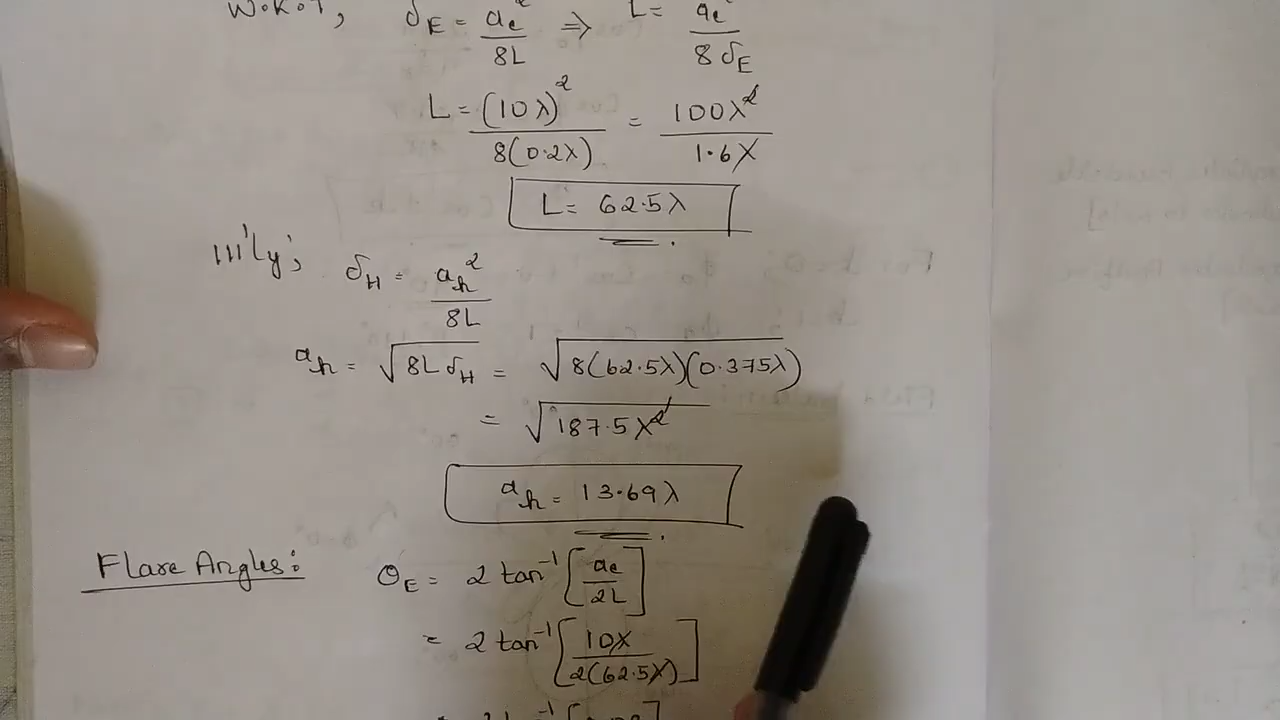 W.K.T, δE = ae²/8L ⇒ L = ae²/8δE
L = (10λ)²/8(0.2λ) = 100λ²/1.6λ
L = 62.5λ
|||'ly; δH = ah²/8L
ah = √8LδH = √8(62.5λ)(0.375λ)
= √187.5λ²
ah = 13.69λ
Flare Angles: θE = 2 tan⁻¹[ae/2L]
= 2 tan⁻¹[10λ/2(62.5λ)]